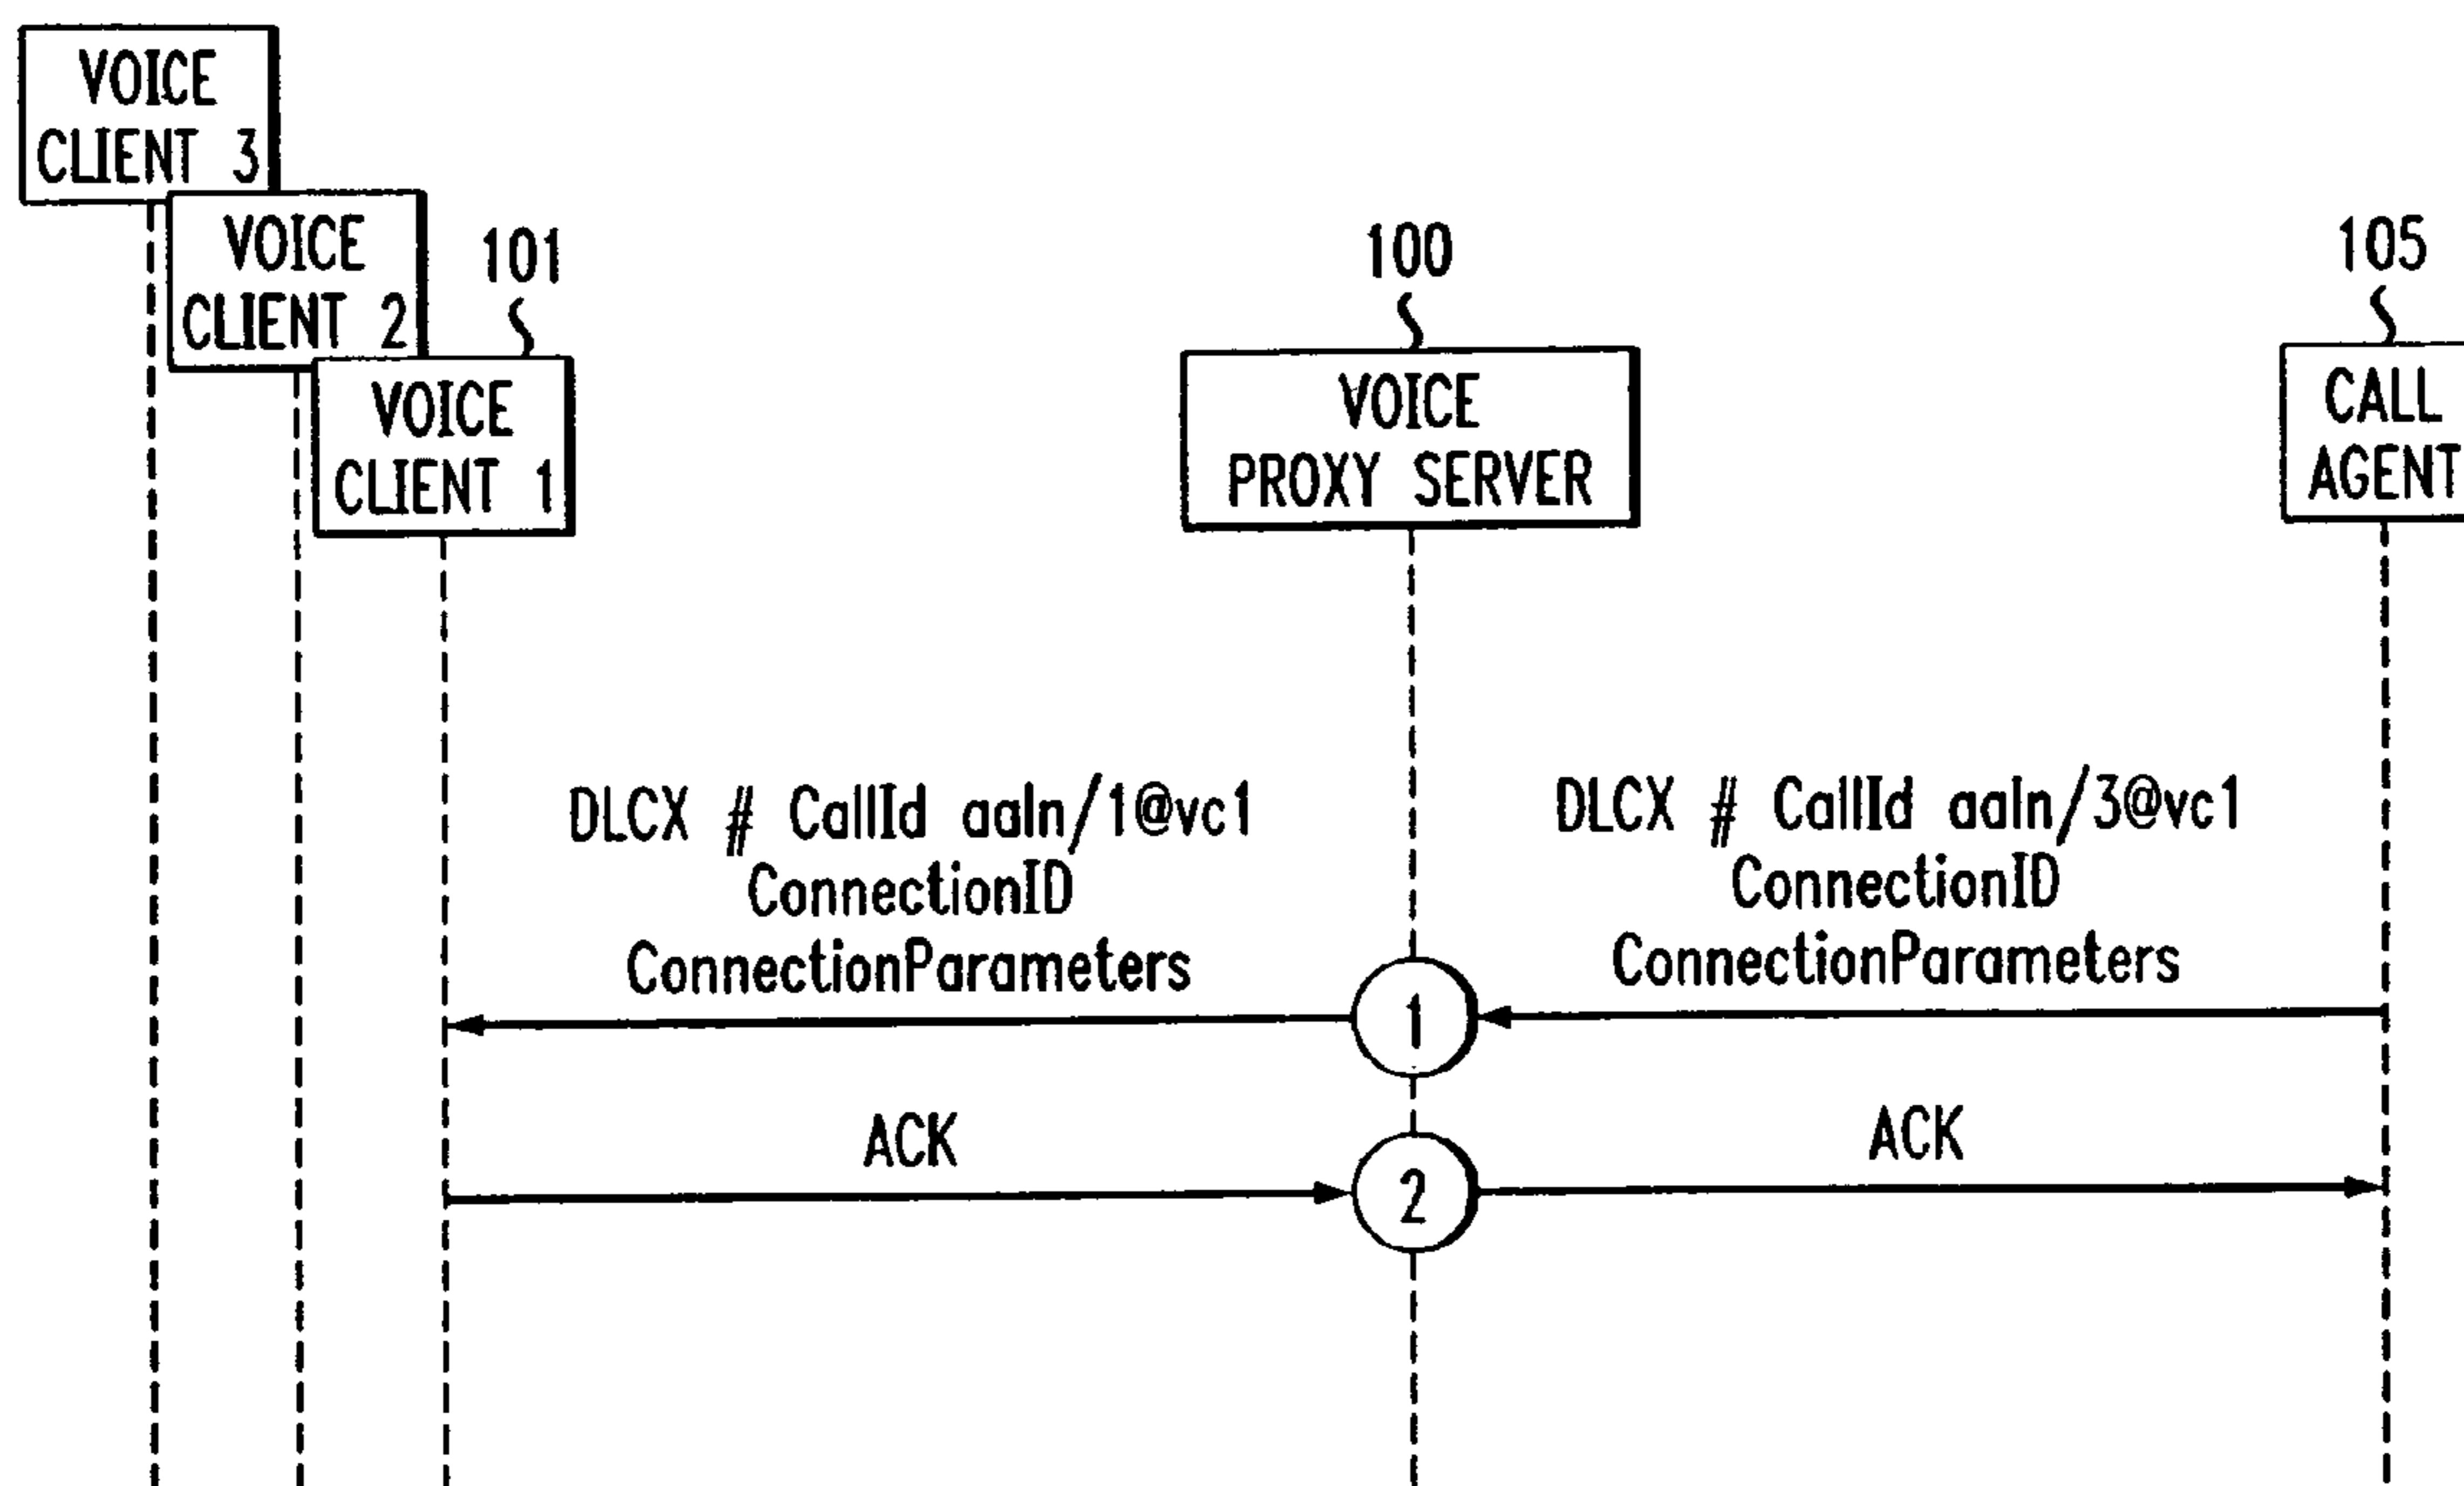 VOICE
CLIENT 3
VOICE
CLIENT 2
101
VOICE
CLIENT 1
100
VOICE
PROXY SERVER
105
CALL
AGENT
DLCX # CallId aaln/1@vc1
ConnectionID
ConnectionParameters
DLCX # CallId aaln/3@vc1
ConnectionID
ConnectionParameters
1
ACK
2
ACK